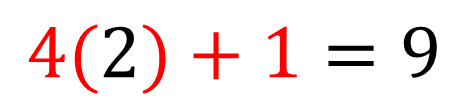 4(2) + 1 = 9